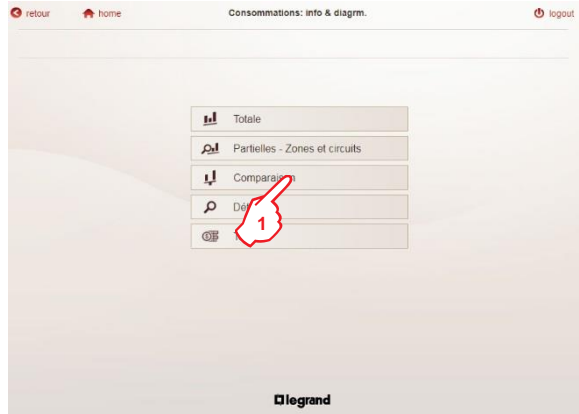 retour home Consommations: info & diagrm. logout
Totale
Partielles - Zones et circuits
Comparaison
1
legrand